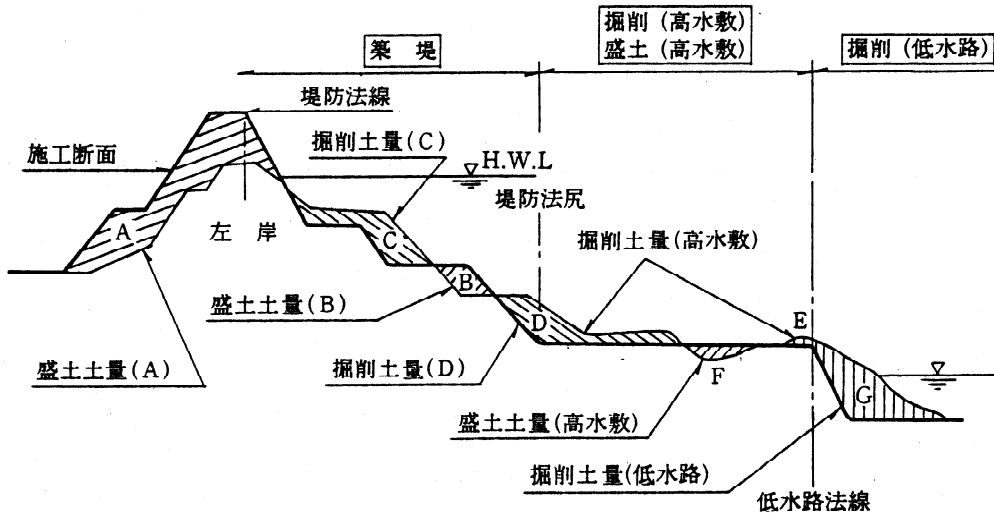 築 堤
掘削 (高水敷)
盛土 (高水敷)
掘削 (低水路)
堤防法線
掘削土量(C)
施工断面
H.W.L
堤防法尻
A
左 岸
C
掘削土量(高水敷)
盛土土量(B)
B
D
E
盛土土量(A)
掘削土量(D)
F
G
盛土土量(高水敷)
掘削土量(低水路)
低水路法線